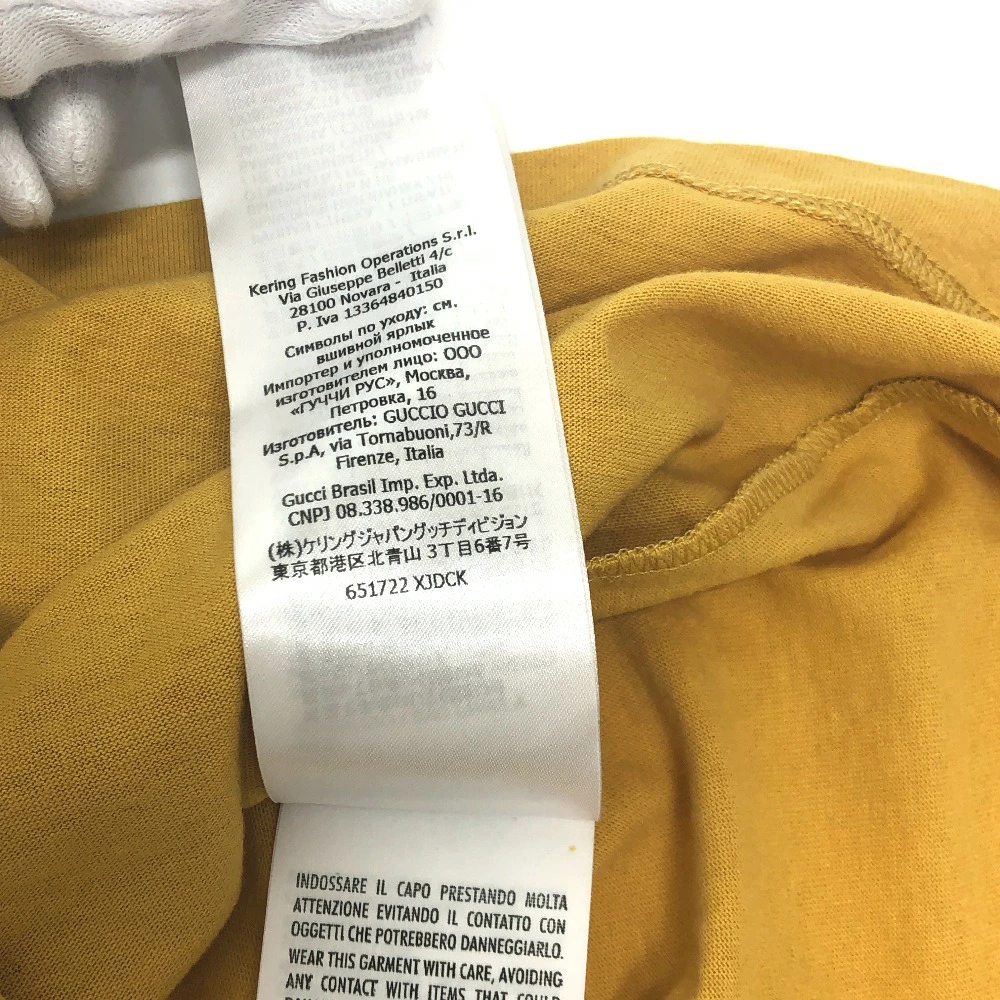 Kering Fashion Operations S.r.l.
Via Giuseppe Belletti 4/c
28100 Novara - Italia
P. Iva 13364840150
Символы по уходу: см.
вшивной ярлык
Импортер и уполномоченное
изготовителем лицо: ООО
«ГУЧЧИ РУС», Москва,
Петровка, 16
Изготовитель: GUCCIO GUCCI
S.p.A, via Tornabuoni,73/R
Firenze, Italia
Gucci Brasil Imp. Exp. Ltda.
CNPJ 08.338.986/0001-16
(株)ケリングジャパングッチディビジョン
東京都港区北青山 3丁目6番7号
651722 XJDCK
INDOSSARE IL CAPO PRESTANDO MOLTA
ATTENZIONE EVITANDO IL CONTATTO CON
OGGETTI CHE POTREBBERO DANNEGGIARLO.
WEAR THIS GARMENT WITH CARE, AVOIDING
ANY CONTACT WITH ITEMS THAT COULD